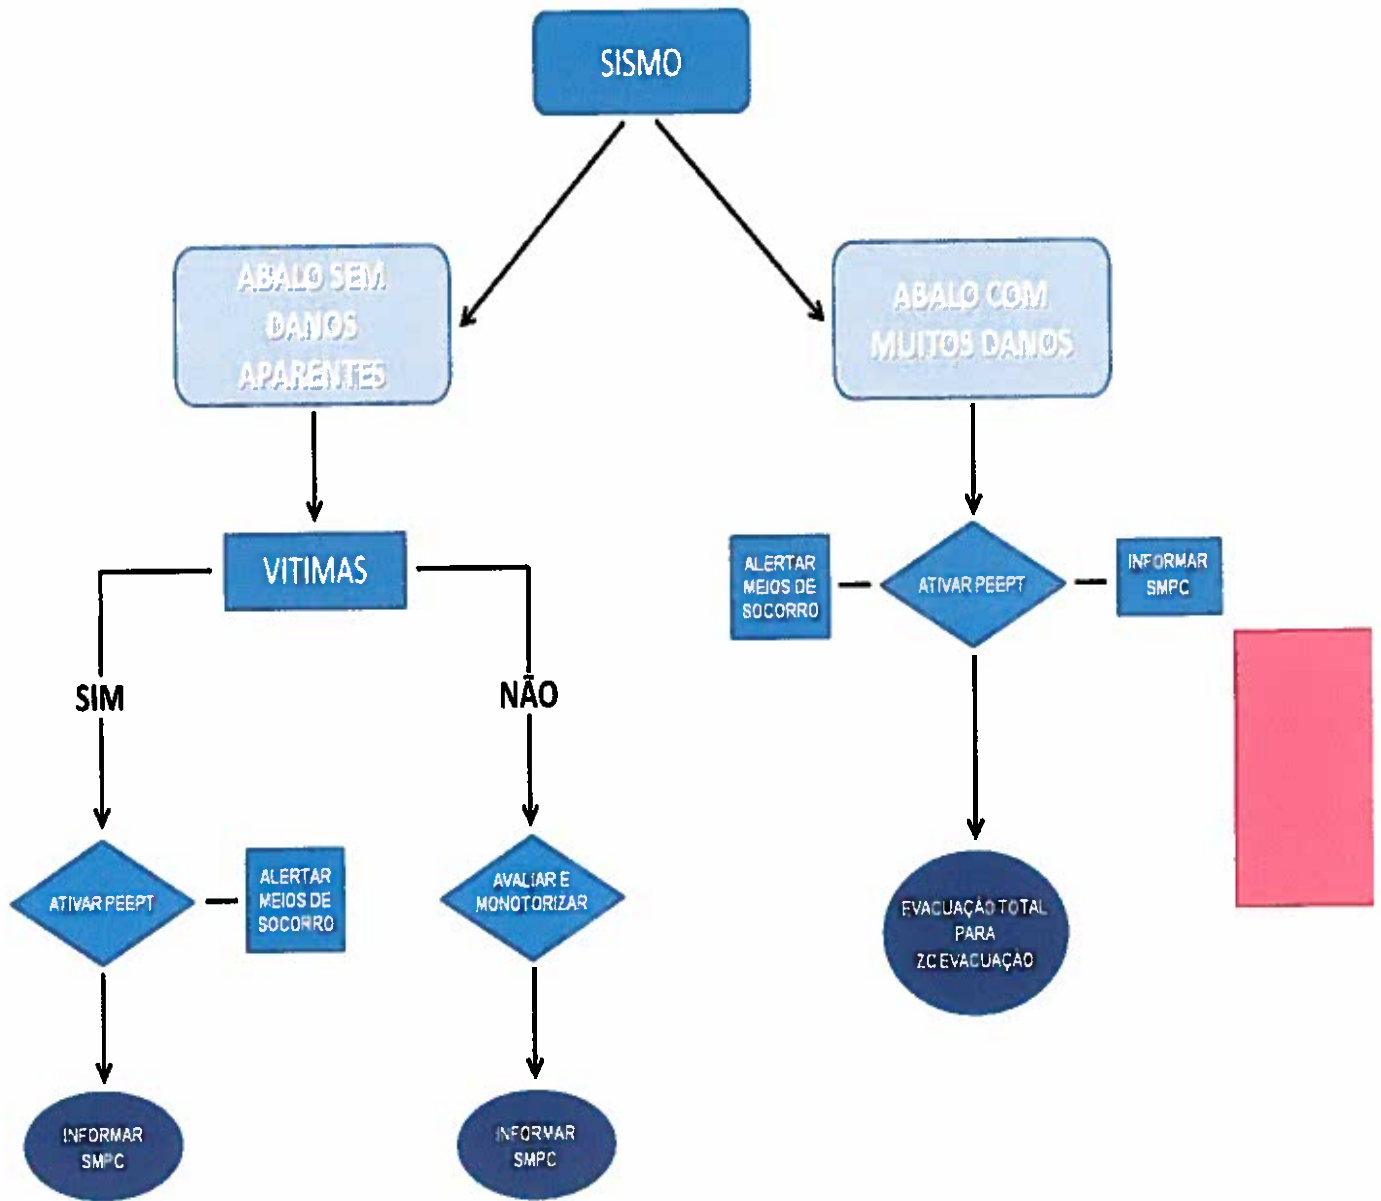 SISMO
ABALO SEM
DANOS
APARENTES
ABALO COM
MUITOS DANOS
VITIMAS
ALERTAR
MEIOS DE
SOCORRO
ATIVAR PEEPT
INFORMAR
SMPC
SIM
NÃO
ATIVAR PEEPT
ALERTAR
MEIOS DE
SOCORRO
AVALIAR E
MONOTORIZAR
EVACUAÇÃO TOTAL
PARA
ZC EVACUAÇÃO
INFORMAR
SMPC
INFORMAR
SMPC